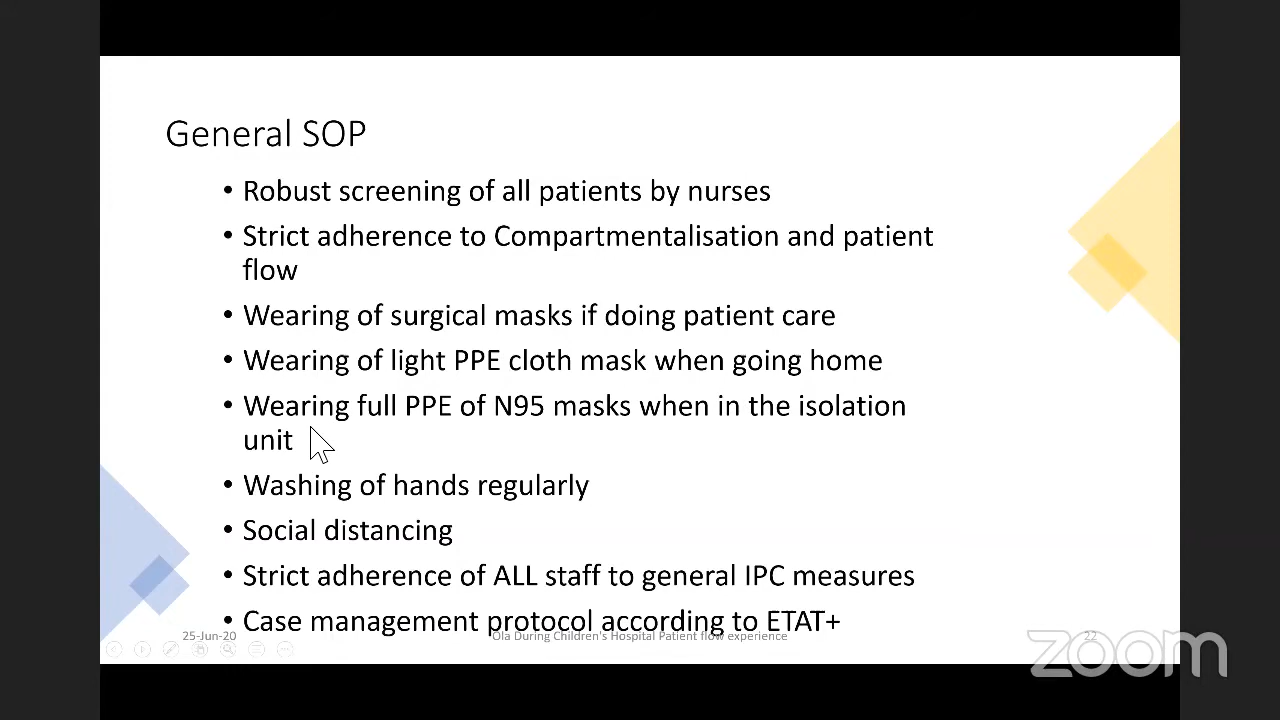 General SOP
• Robust screening of all patients by nurses
• Strict adherence to Compartmentalisation and patient
flow
• Wearing of surgical masks if doing patient care
• Wearing of light PPE cloth mask when going home
• Wearing full PPE of N95 masks when in the isolation
unit
• Washing of hands regularly
• Social distancing
• Strict adherence of ALL staff to general IPC measures
• Case management protocol according to ETAT+
25-Jun-20
Ola During Children's Hospital Patient flow experience
22
zoom